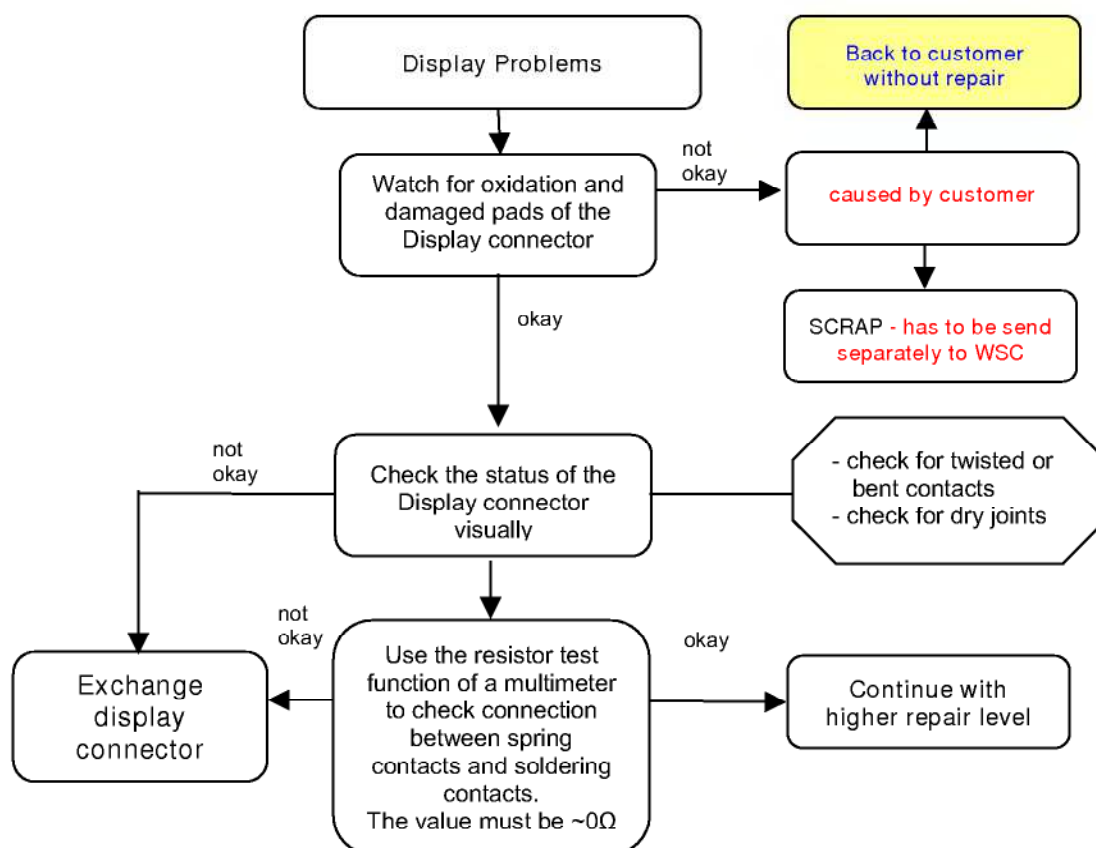 Display Problems
Back to customer
without repair
not
okay
Watch for oxidation and
damaged pads of the
Display connector
caused by customer
okay
SCRAP - has to be send
separately to WSC
not
okay
Check the status of the
Display connector
visually
- check for twisted or
bent contacts
- check for dry joints
not
okay
okay
Use the resistor test
function of a multimeter
to check connection
between spring
contacts and soldering
contacts.
The value must be ~0Ω
Exchange
display
connector
Continue with
higher repair level